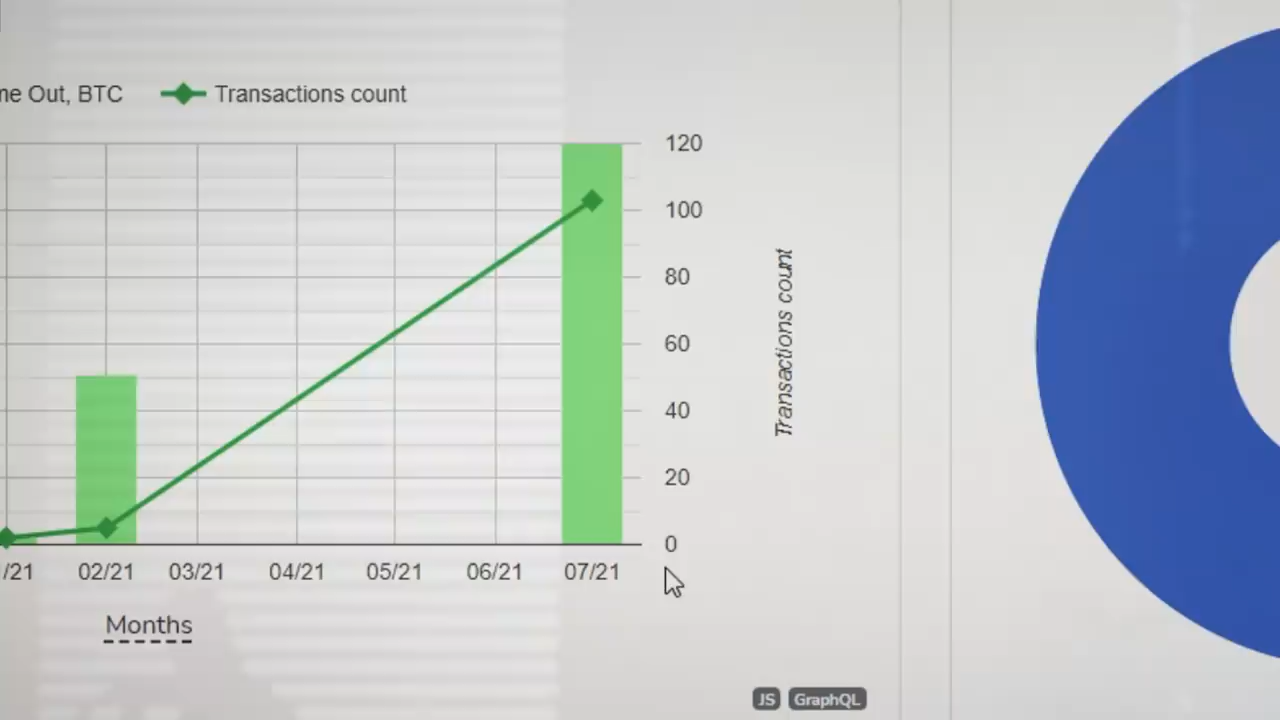 me Out, BTC Transactions count
120
100
80
60
40
20
0
Transactions count
/21 02/21 03/21 04/21 05/21 06/21 07/21
Months
JS GraphQL